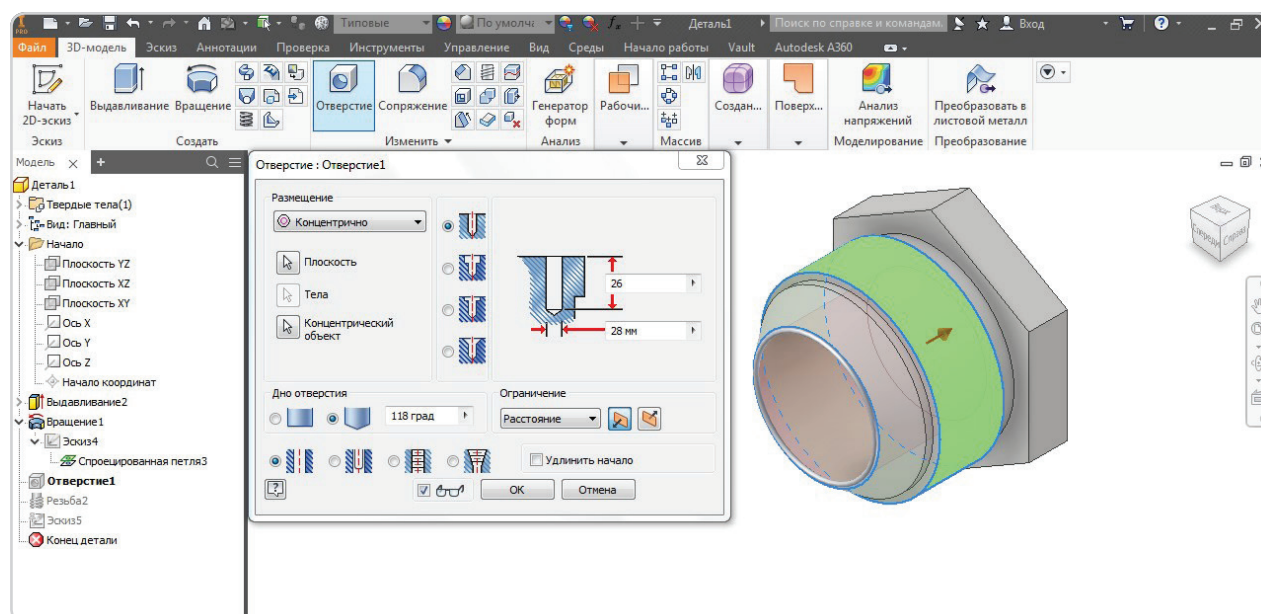 PRO
Типовые
По умолчи
fx
Деталь1
Поиск по справке и командам.
Вход
Файл 3D-модель Эскиз Аннотации Проверка Инструменты Управление Вид Среды Начало работы Vault Autodesk A360
Начать
2D-эскиз
Выдавливание
Вращение
Отверстие
Сопряжение
Генератор
форм
Рабочи...
Создан...
Поверх...
Анализ
напряжений
Преобразовать в
листовой металл
Эскиз
Создать
Изменить
Анализ
Массив
Моделирование
Преобразование
Модель
Деталь1
Твердые тела(1)
Вид: Главный
Начало
Плоскость YZ
Плоскость XZ
Плоскость XY
Ось X
Ось Y
Ось Z
Начало координат
Выдавливание2
Вращение1
Эскиз4
Спроецированная петля3
Отверстие1
Резьба2
Эскиз5
Конец детали
Отверстие : Отверстие1
Размещение
Концентрично
Плоскость
Тела
Концентрический
объект
26
28 мм
Дно отверстия
118 град
Ограничение
Расстояние
Удлинить начало
OK
Отмена
Спереди
Справа